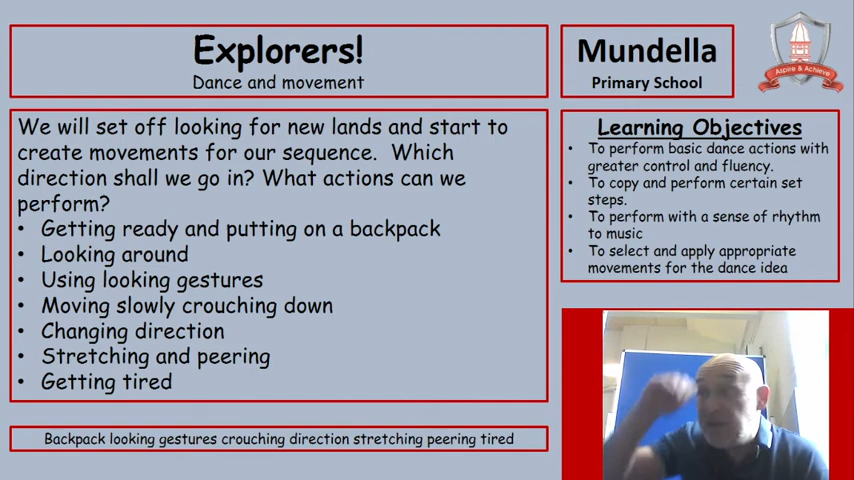 Explorers!
Dance and movement
Mundella
Primary School
Aspire & Achieve
We will set off looking for new lands and start to
create movements for our sequence. Which
direction shall we go in? What actions can we
perform?
• Getting ready and putting on a backpack
• Looking around
• Using looking gestures
• Moving slowly crouching down
• Changing direction
• Stretching and peering
• Getting tired
Learning Objectives
• To perform basic dance actions with
greater control and fluency.
• To copy and perform certain set
steps.
• To perform with a sense of rhythm
to music
• To select and apply appropriate
movements for the dance idea
Backpack looking gestures crouching direction stretching peering tired